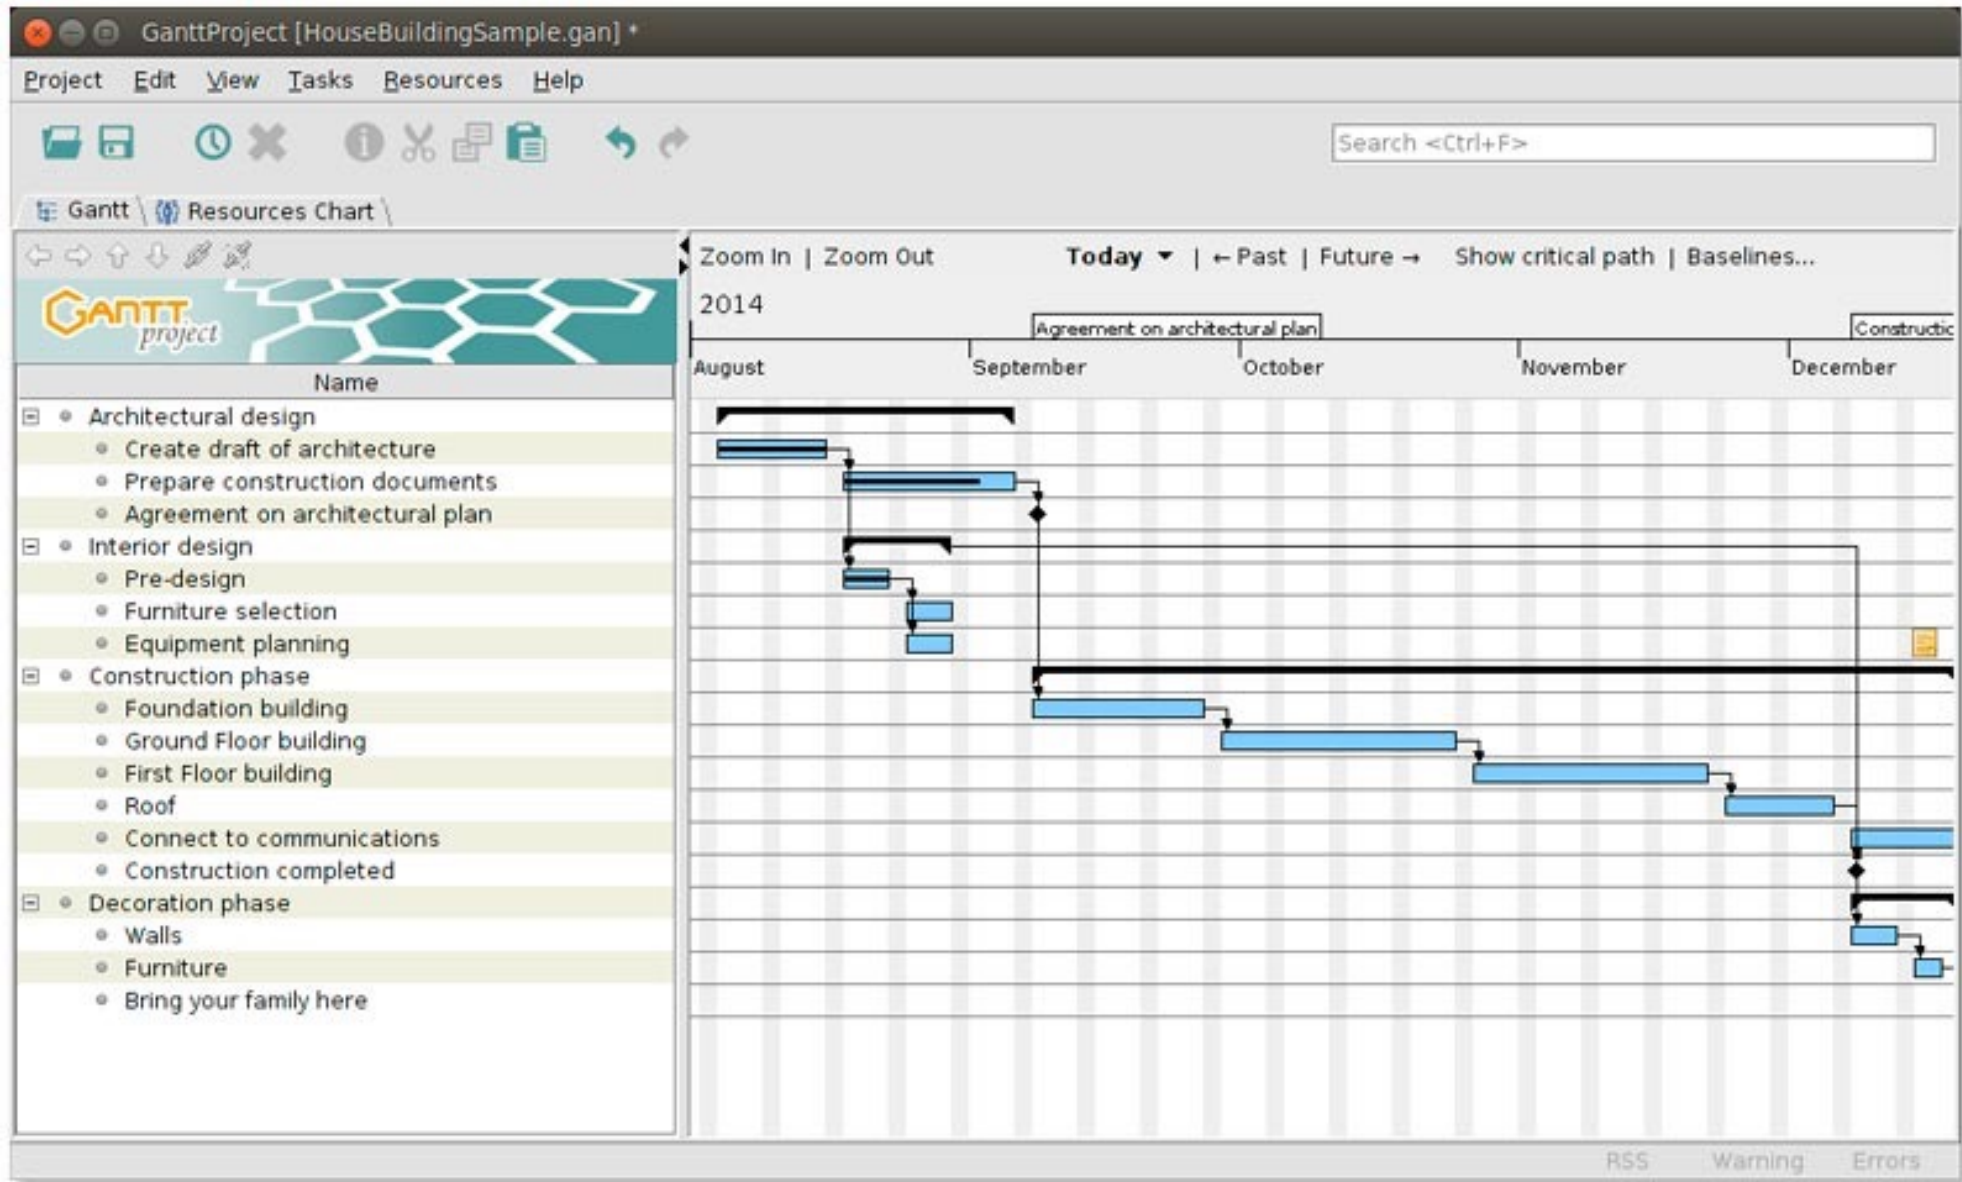 GanttProject [HouseBuildingSample.gan] *
Project Edit View Tasks Resources Help
Search <Ctrl+F>
Gantt Resources Chart
Zoom In | Zoom Out Today | ← Past | Future → Show critical path | Baselines...
GANTT
project
2014
Agreement on architectural plan Constructic
August September October November December
Name
Architectural design
Create draft of architecture
Prepare construction documents
Agreement on architectural plan
Interior design
Pre-design
Furniture selection
Equipment planning
Construction phase
Foundation building
Ground Floor building
First Floor building
Roof
Connect to communications
Construction completed
Decoration phase
Walls
Furniture
Bring your family here
RSS Warning Errors